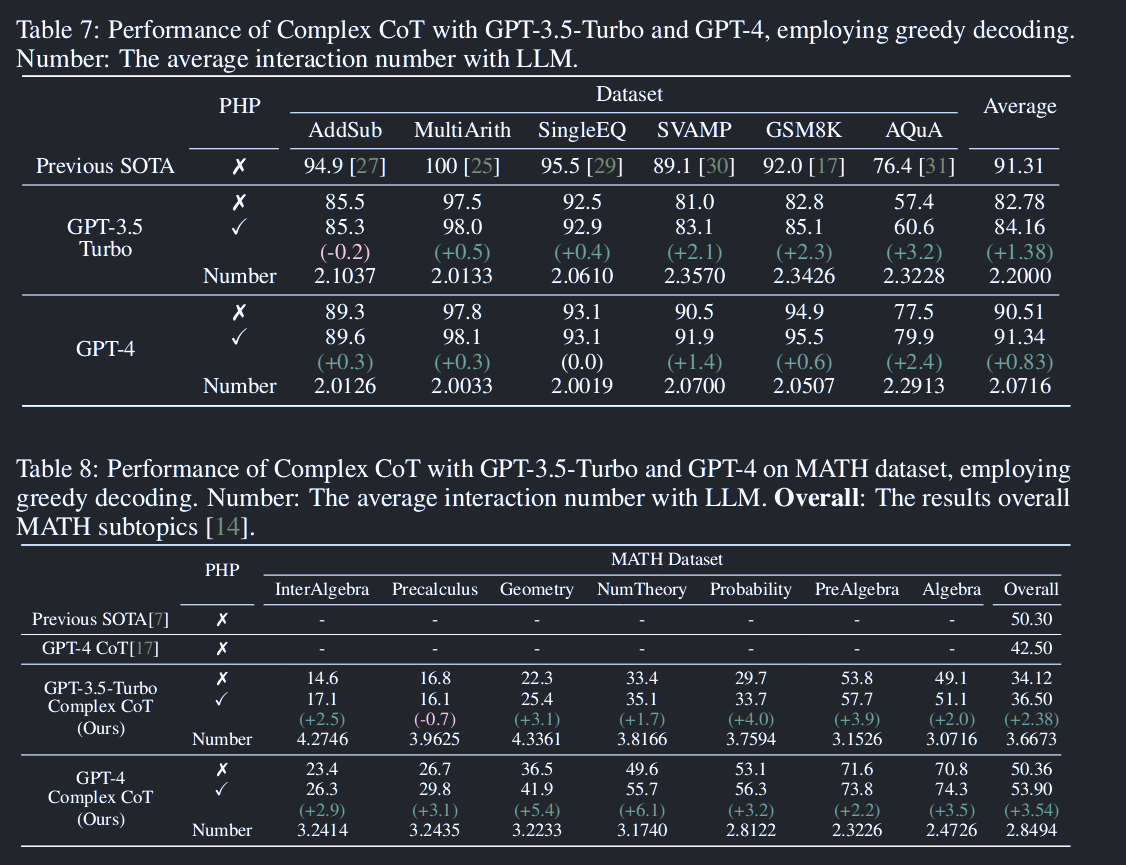 Table 7: Performance of Complex CoT with GPT-3.5-Turbo and GPT-4, employing greedy decoding.
Number: The average interaction number with LLM.
PHP Dataset Average
AddSub MultiArith SingleEQ SVAMP GSM8K AQuA
Previous SOTA ✗ 94.9 [27] 100 [25] 95.5 [29] 89.1 [30] 92.0 [17] 76.4 [31] 91.31
GPT-3.5 Turbo ✗ 85.5 97.5 92.5 81.0 82.8 57.4 82.78
✓ 85.3 98.0 92.9 83.1 85.1 60.6 84.16
(-0.2) (+0.5) (+0.4) (+2.1) (+2.3) (+3.2) (+1.38)
Number 2.1037 2.0133 2.0610 2.3570 2.3426 2.3228 2.2000
GPT-4 ✗ 89.3 97.8 93.1 90.5 94.9 77.5 90.51
✓ 89.6 98.1 93.1 91.9 95.5 79.9 91.34
(+0.3) (+0.3) (0.0) (+1.4) (+0.6) (+2.4) (+0.83)
Number 2.0126 2.0033 2.0019 2.0700 2.0507 2.2913 2.0716
Table 8: Performance of Complex CoT with GPT-3.5-Turbo and GPT-4 on MATH dataset, employing
greedy decoding. Number: The average interaction number with LLM. Overall: The results overall
MATH subtopics [14].
PHP MATH Dataset
InterAlgebra Precalculus Geometry NumTheory Probability PreAlgebra Algebra Overall
Previous SOTA[7] ✗ - - - - - - - 50.30
GPT-4 CoT[17] ✗ - - - - - - - 42.50
GPT-3.5-Turbo Complex CoT (Ours) ✗ 14.6 16.8 22.3 33.4 29.7 53.8 49.1 34.12
✓ 17.1 16.1 25.4 35.1 33.7 57.7 51.1 36.50
(+2.5) (-0.7) (+3.1) (+1.7) (+4.0) (+3.9) (+2.0) (+2.38)
Number 4.2746 3.9625 4.3361 3.8166 3.7594 3.1526 3.0716 3.6673
GPT-4 Complex CoT (Ours) ✗ 23.4 26.7 36.5 49.6 53.1 71.6 70.8 50.36
✓ 26.3 29.8 41.9 55.7 56.3 73.8 74.3 53.90
(+2.9) (+3.1) (+5.4) (+6.1) (+3.2) (+2.2) (+3.5) (+3.54)
Number 3.2414 3.2435 3.2233 3.1740 2.8122 2.3226 2.4726 2.8494